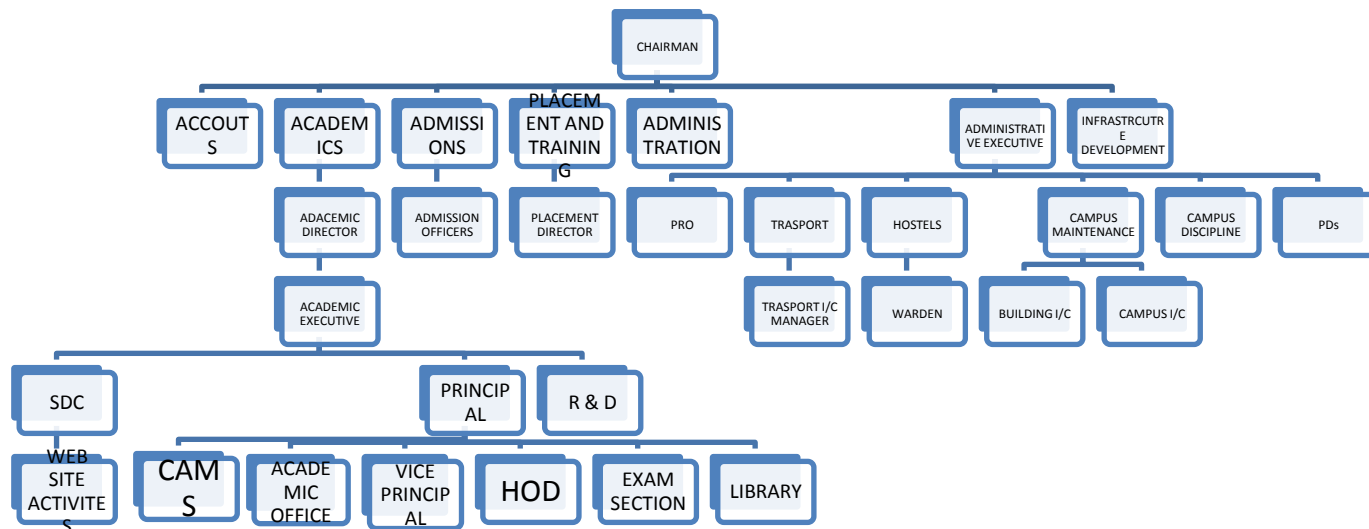 CHAIRMAN
ACCOUT
S
ACADEM
ICS
ADMISSI
ONS
PLACEM
ENT AND
TRAININ
G
ADMINIS
TRATION
ADMINISTRATI
VE EXECUTIVE
INFRASTRCUTR
E
DEVELOPMENT
ADACEMIC
DIRECTOR
ADMISSION
OFFICERS
PLACEMENT
DIRECTOR
PRO
TRASPORT
HOSTELS
CAMPUS
MAINTENANCE
CAMPUS
DISCIPLINE
PDs
ACADEMIC
EXECUTIVE
TRASPORT I/C
MANAGER
WARDEN
BUILDING I/C
CAMPUS I/C
SDC
PRINCIP
AL
R & D
WEB
SITE
ACTIVITE
S
CAM
S
ACADE
MIC
OFFICE
VICE
PRINCIP
AL
HOD
EXAM
SECTION
LIBRARY